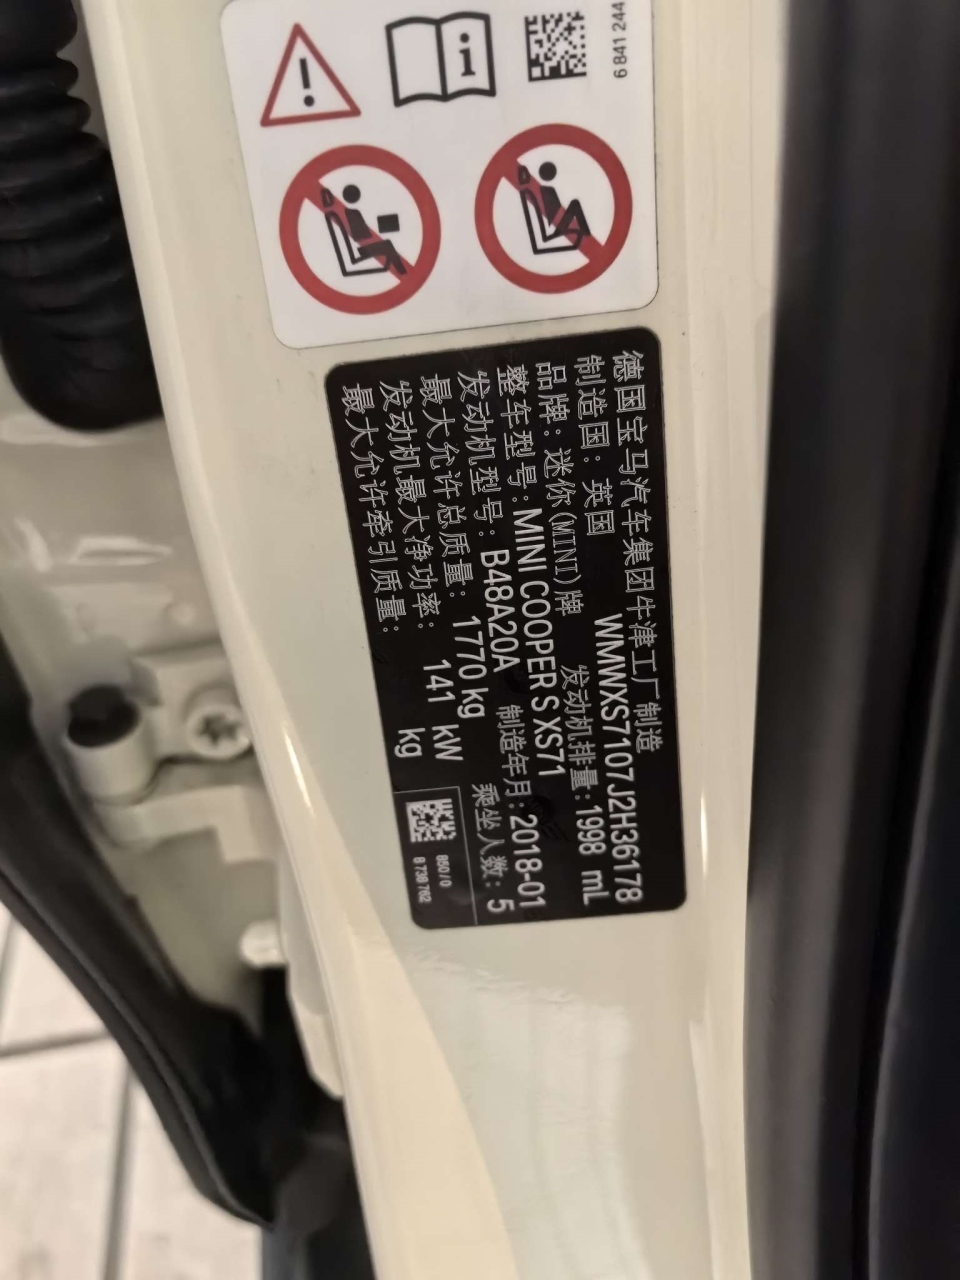 6 841 244
德国宝马汽车集团牛津工厂制造
制造国: 英国 WMWXS7107J2H36178
品牌: 迷你(MINI)牌 发动机排量: 1998 mL
整车型号: MINI COOPER S XS71
发动机型号: B48A20A 制造年月: 2018-01
最大允许总质量: 1770 kg 乘坐人数: 5
发动机最大净功率: 141 kW
最大允许牵引质量: kg
850 / 0
8 738 762